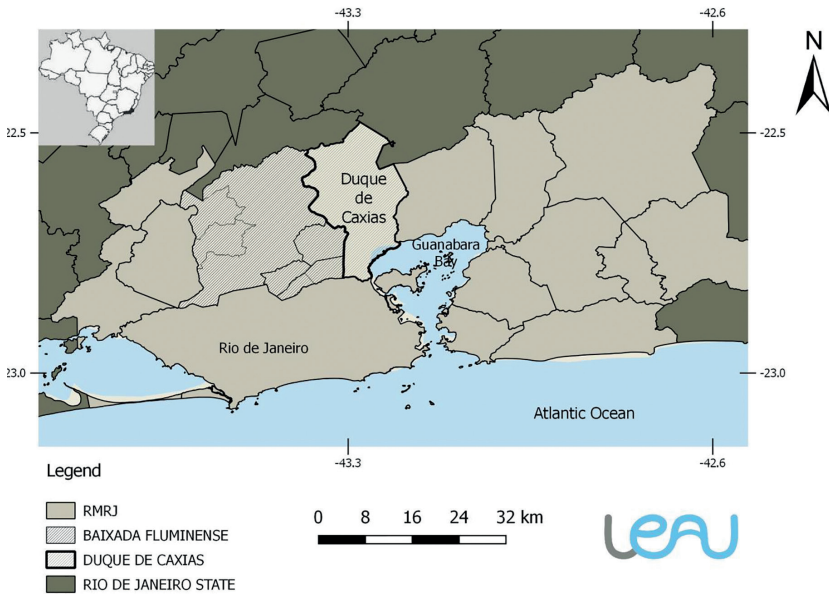 -43.3
-42.6
N
22.5
-22.5
Duque
de
Caxias
Guanabara
Bay
Rio de Janeiro
23.0
-23.0
Atlantic Ocean
-43.3
-42.6
Legend
RMRJ
BAIXADA FLUMINENSE
DUQUE DE CAXIAS
RIO DE JANEIRO STATE
0 8 16 24 32 km
LEAU